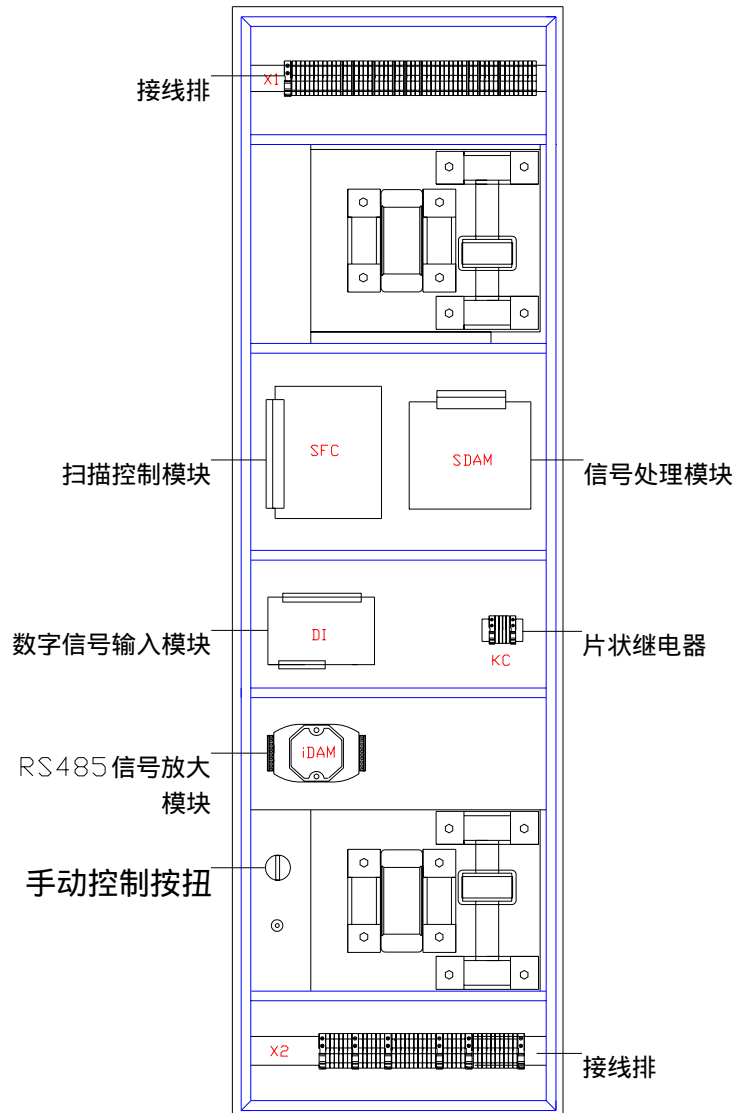 X1
接线排
SFC
SDAM
扫描控制模块
信号处理模块
DI
数字信号输入模块
片状继电器
KC
iDAM
RS485信号放大
模块
手动控制按扭
X2
接线排